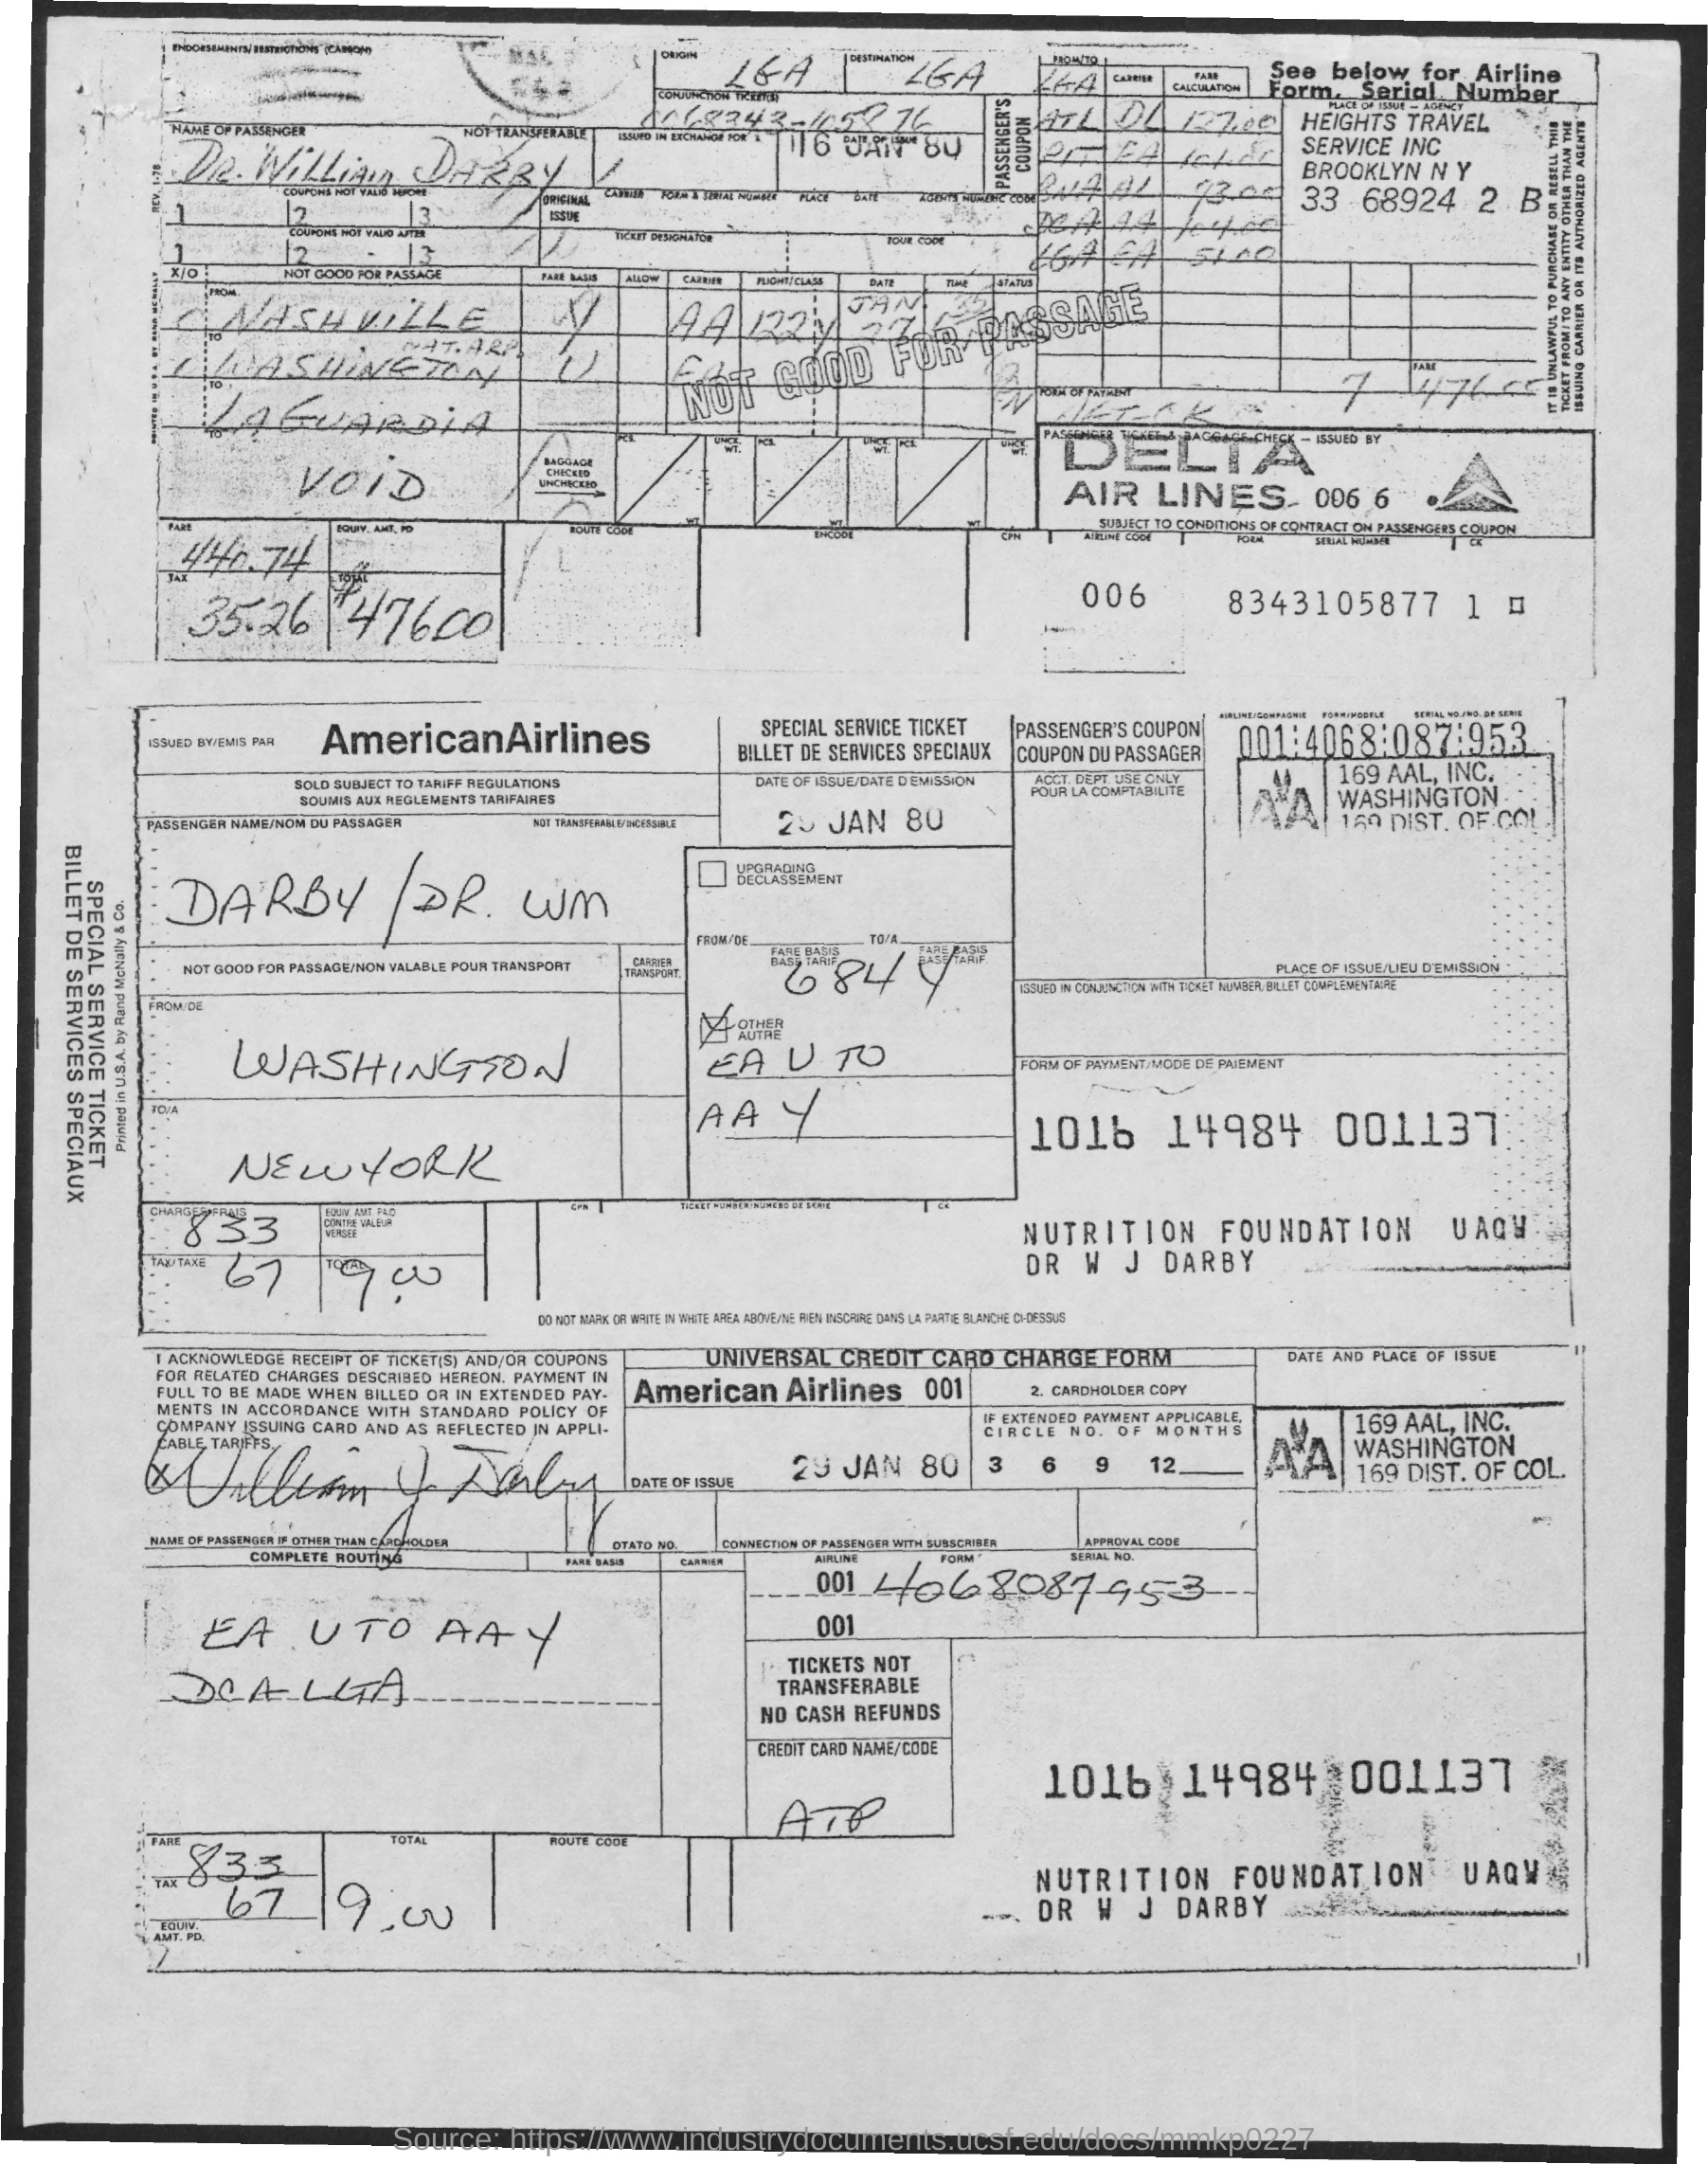 ENDORSEMENTS/RESTRICTIONS (CARBON)
ORIGIN
LGA
DESTINATION
LGA
CONJUNCTION TICKET(S)
NAME OF PASSENGER
NOT TRANSFERABLE
DR. WILLIAM DARBY
ISSUED IN EXCHANGE FOR
DATE OF ISSUE
16 JAN 80
PASSENGER'S COUPON
COUPONS NOT VALID BEFORE
1 2 3
COUPONS NOT VALID AFTER
1 2 3
ORIGINAL ISSUE
CARRIER FORM & SERIAL NUMBER PLACE DATE AGENTS NUMERIC CODE
TICKET DESIGNATOR
TOUR CODE
FROM/TO CARRIER FARE CALCULATION
LGA
ATL DL 127.00
EA
BNA AL 93.00
DCA AA 104.00
LGA EA 51.00
See below for Airline
Form, Serial Number
PLACE OF ISSUE — AGENCY
HEIGHTS TRAVEL
SERVICE INC
BROOKLYN N Y
33 68924 2 B
IT IS UNLAWFUL TO PURCHASE OR RESELL THIS
TICKET FROM/TO ANY ENTITY OTHER THAN THE
ISSUING CARRIER OR ITS AUTHORIZED AGENTS
X/O NOT GOOD FOR PASSAGE FARE BASIS ALLOW CARRIER FLIGHT/CLASS DATE TIME STATUS
FROM
NASHVILLE Y AA 122 Y JAN 27
TO
NAT. ARP.
WASHINGTON U EA
TO
LAGUARDIA
TO
VOID
NOT GOOD FOR PASSAGE
BAGGAGE CHECKED UNCHECKED
PCS. UNCK. WT. PCS. UNCK. WT. PCS. UNCK. WT.
WT. WT. WT.
FARE
7 476.00
FORM OF PAYMENT
PASSENGER TICKET & BAGGAGE CHECK — ISSUED BY
DELTA
AIR LINES 006 6
SUBJECT TO CONDITIONS OF CONTRACT ON PASSENGERS COUPON
FARE
440.74
EQUIV. AMT. PD
ROUTE CODE
ENCODE
CPN AIRLINE CODE FORM SERIAL NUMBER CK
TAX
35.26
TOTAL
$476.00
006 8343105877 1
ISSUED BY/EMIS PAR
AmericanAirlines
SOLD SUBJECT TO TARIFF REGULATIONS
SOUMIS AUX REGLEMENTS TARIFAIRES
SPECIAL SERVICE TICKET
BILLET DE SERVICES SPECIAUX
DATE OF ISSUE/DATE D'EMISSION
JAN 80
PASSENGER'S COUPON
COUPON DU PASSAGER
ACCT. DEPT. USE ONLY
POUR LA COMPTABILITE
AIRLINE/COMPAGNIE FORM/MODELE SERIAL NO./NO. DE SERIE
001:4068:087:953
AA
169 AAL, INC.
WASHINGTON
169 DIST. OF COL
PASSENGER NAME/NOM DU PASSAGER
NOT TRANSFERABLE/INCESSIBLE
DARBY/DR. WM
UPGRADING
DECLASSEMENT
FROM/DE TO/A
FARE BASIS
BASE TARIF
FARE BASIS
BASE TARIF
684 Y
OTHER
AUTRE
EA U TO
AA Y
NOT GOOD FOR PASSAGE/NON VALABLE POUR TRANSPORT
CARRIER
TRANSPORT.
FROM/DE
WASHINGTON
TO/A
NEW YORK
PLACE OF ISSUE/LIEU D'EMISSION
ISSUED IN CONJUNCTION WITH TICKET NUMBER/BILLET COMPLEMENTAIRE
FORM OF PAYMENT/MODE DE PAIEMENT
1016 14984 001137
NUTRITION FOUNDATION UAQW
DR W J DARBY
CHARGES/FRAIS
833
EQUIV. AMT. PAID
CONTRE VALEUR
VERSEE
TAX/TAXE
67
TOTAL
9.00
CPN TICKET NUMBER/NUMERO DE SERIE CK
DO NOT MARK OR WRITE IN WHITE AREA ABOVE/NE RIEN INSCRIRE DANS LA PARTIE BLANCHE CI-DESSUS
SPECIAL SERVICE TICKET
BILLET DE SERVICES SPECIAUX
Printed in U.S.A. by Rand McNally & Co.
I ACKNOWLEDGE RECEIPT OF TICKET(S) AND/OR COUPONS
FOR RELATED CHARGES DESCRIBED HEREON. PAYMENT IN
FULL TO BE MADE WHEN BILLED OR IN EXTENDED PAY-
MENTS IN ACCORDANCE WITH STANDARD POLICY OF
COMPANY ISSUING CARD AND AS REFLECTED IN APPLI-
CABLE TARIFFS.
X William J. Darby
UNIVERSAL CREDIT CARD CHARGE FORM
American Airlines 001
2. CARDHOLDER COPY
DATE OF ISSUE
29 JAN 80
IF EXTENDED PAYMENT APPLICABLE,
CIRCLE NO. OF MONTHS
3 6 9 12
DATE AND PLACE OF ISSUE
AA
169 AAL, INC.
WASHINGTON
169 DIST. OF COL.
NAME OF PASSENGER IF OTHER THAN CARDHOLDER
OTATO NO.
CONNECTION OF PASSENGER WITH SUBSCRIBER
APPROVAL CODE
COMPLETE ROUTING FARE BASIS CARRIER
AIRLINE FORM SERIAL NO.
001 4068087953
001
EA U TO AA Y
DCA-LGA
TICKETS NOT
TRANSFERABLE
NO CASH REFUNDS
CREDIT CARD NAME/CODE
ATP
1016 14984 001137
NUTRITION FOUNDATION UAQW
DR W J DARBY
FARE
833
TAX
67
TOTAL
9.00
ROUTE CODE
EQUIV.
AMT. PD.
Source: https://www.industrydocuments.ucsf.edu/docs/mmkp0227